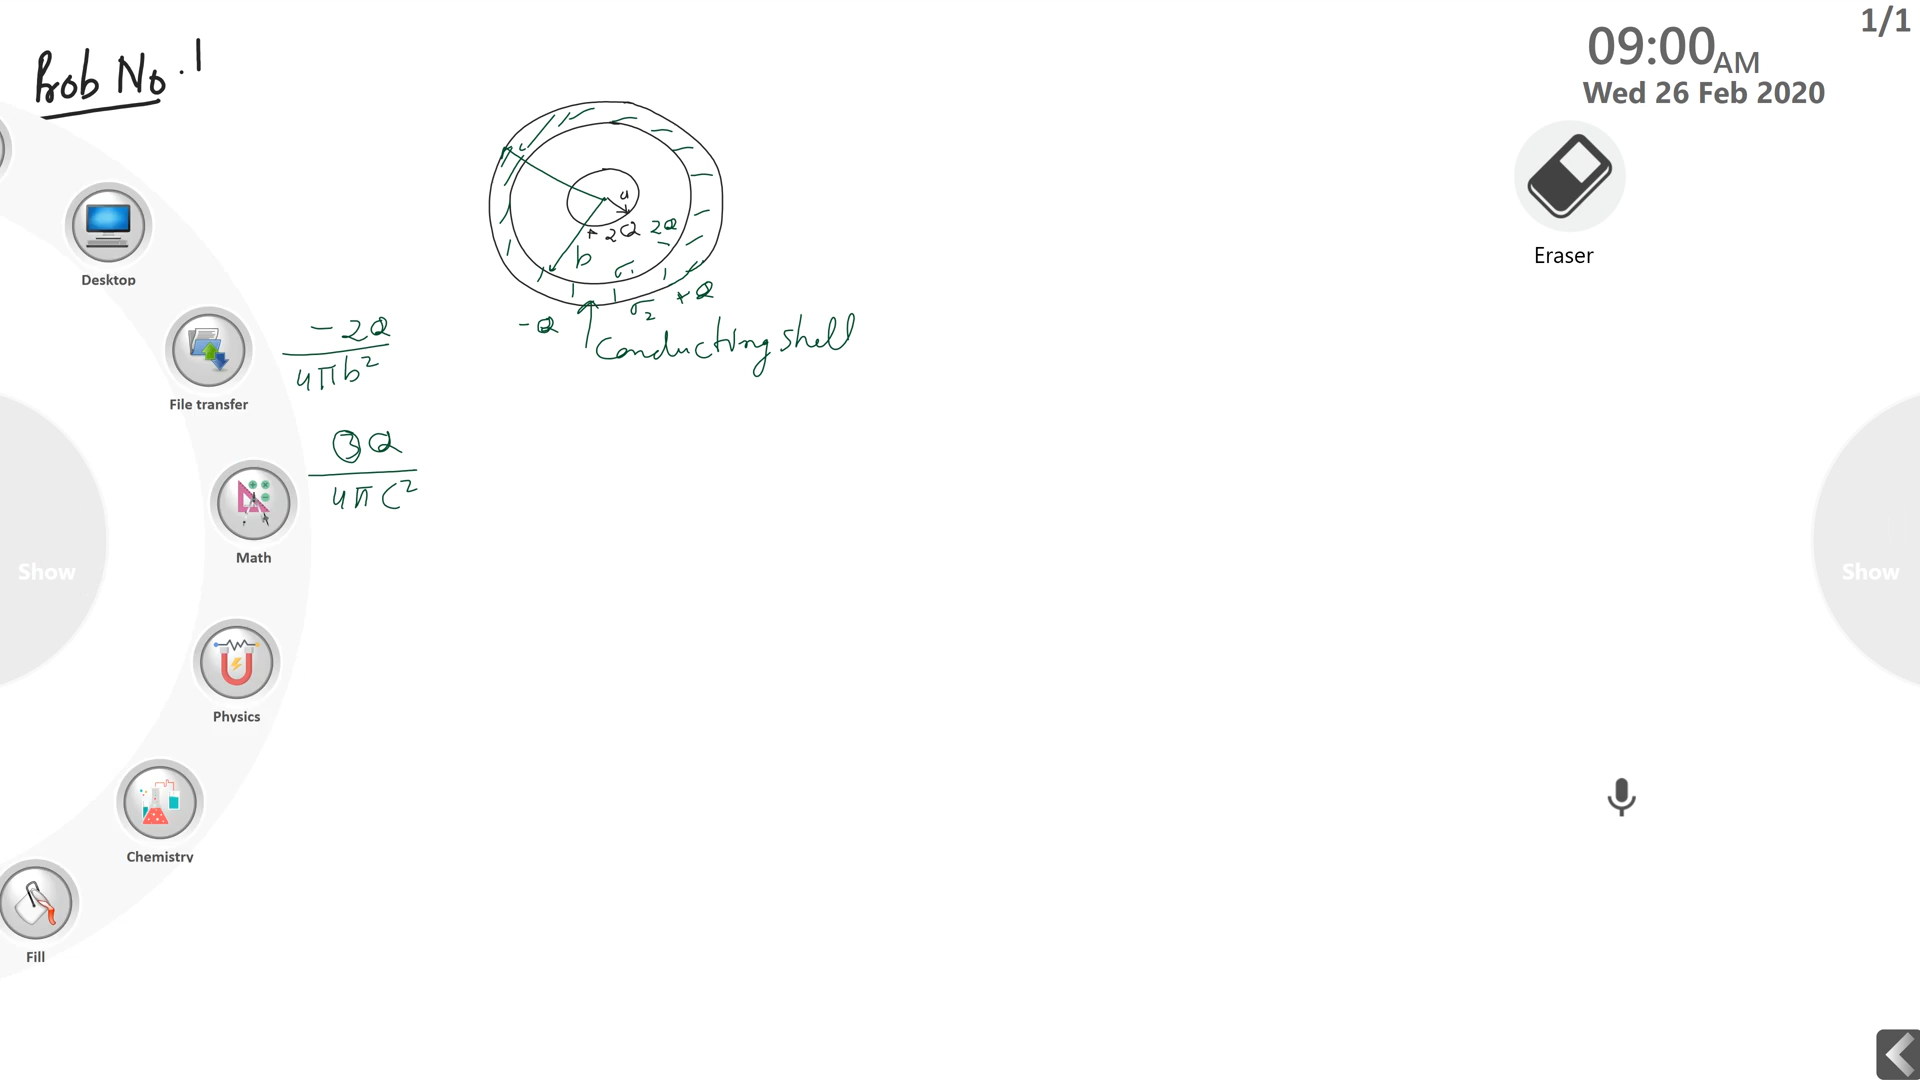 1/1
09:00AM
Wed 26 Feb 2020
Prob No. 1
Eraser
Desktop
File transfer
Math
Physics
Chemistry
Fill
Show
Show
a
+2Q 2Q
b
σ1
σ2 +Q
-Q
Conducting shell
-2Q
4πb²
3Q
4πC²